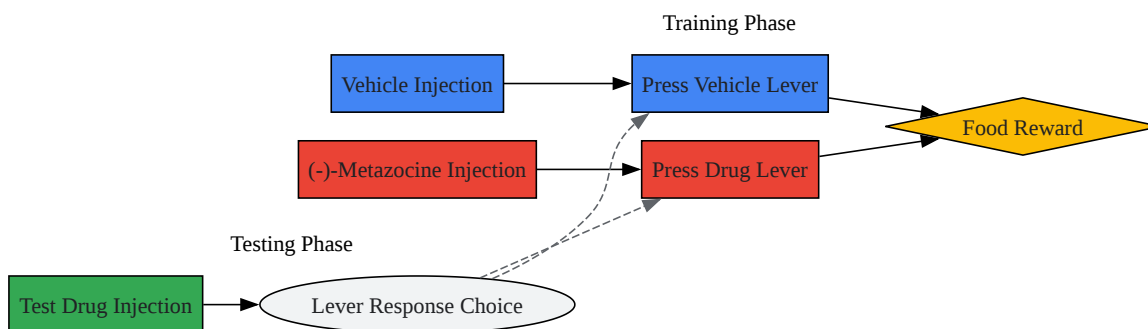 Training Phase
Vehicle Injection
Press Vehicle Lever
Food Reward
(-)-Metazocine Injection
Press Drug Lever
Testing Phase
Test Drug Injection
Lever Response Choice